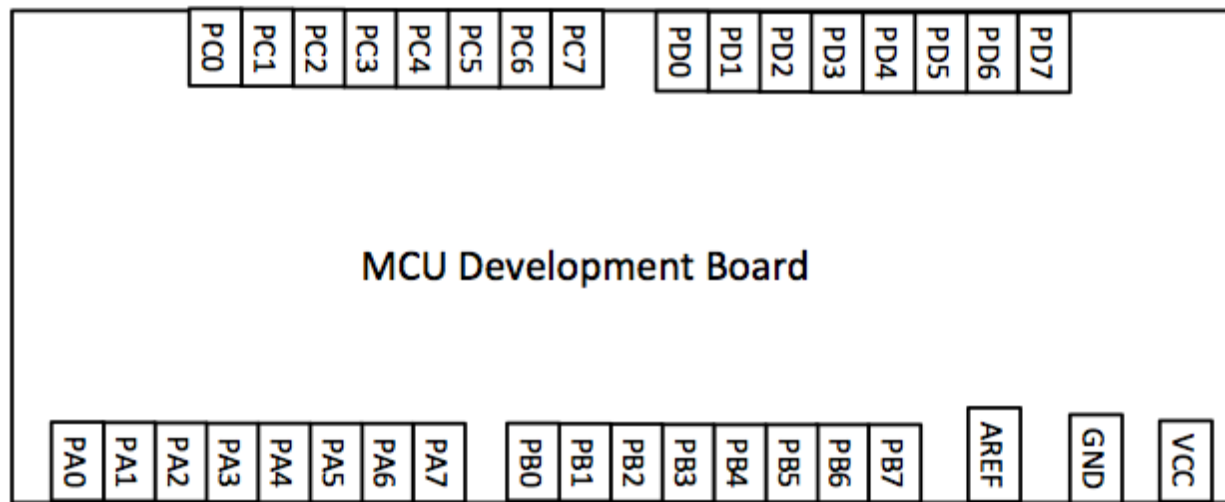 PC0 PC1 PC2 PC3 PC4 PC5 PC6 PC7 PD0 PD1 PD2 PD3 PD4 PD5 PD6 PD7
MCU Development Board
PA0 PA1 PA2 PA3 PA4 PA5 PA6 PA7 PB0 PB1 PB2 PB3 PB4 PB5 PB6 PB7 AREF GND VCC